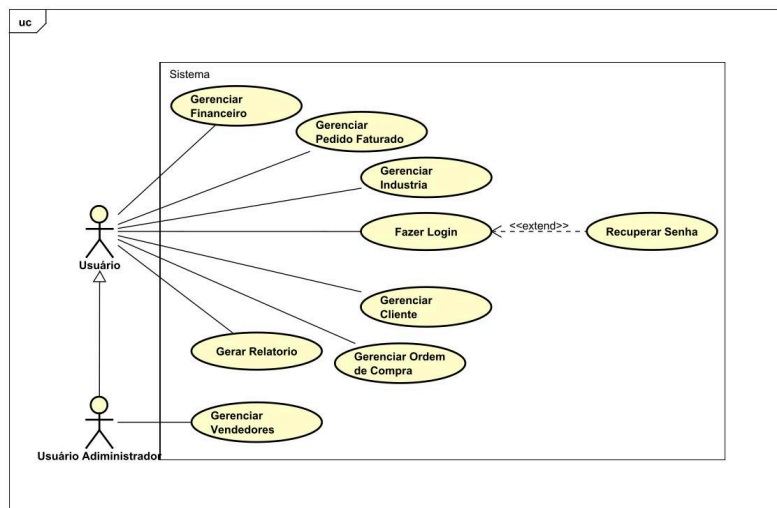 uc
Sistema
Gerenciar
Financeiro
Gerenciar
Pedido Faturado
Gerenciar
Industria
Fazer Login
<<extend>>
Recuperar Senha
Usuário
Gerenciar
Cliente
Gerar Relatorio
Gerenciar Ordem
de Compra
Gerenciar
Vendedores
Usuário Adiministrador